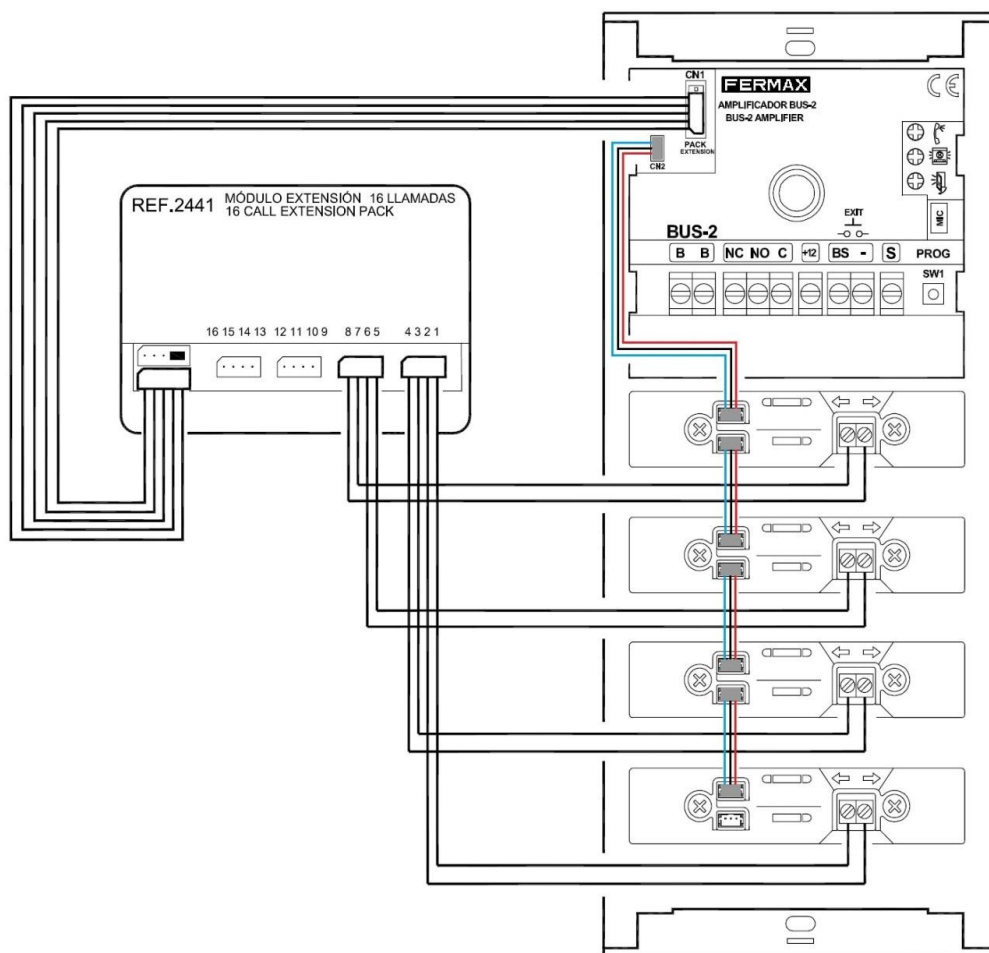 CN1
FERMAX
AMPLIFICADOR BUS-2
BUS-2 AMPLIFIER
PACK
EXTENSION
CN2
REF.2441
MÓDULO EXTENSIÓN 16 LLAMADAS
16 CALL EXTENSION PACK
EXIT
MIC
BUS-2
B B NC NO C +12 BS - S PROG
SW1
16 15 14 13 12 11 10 9 8 7 6 5 4 3 2 1